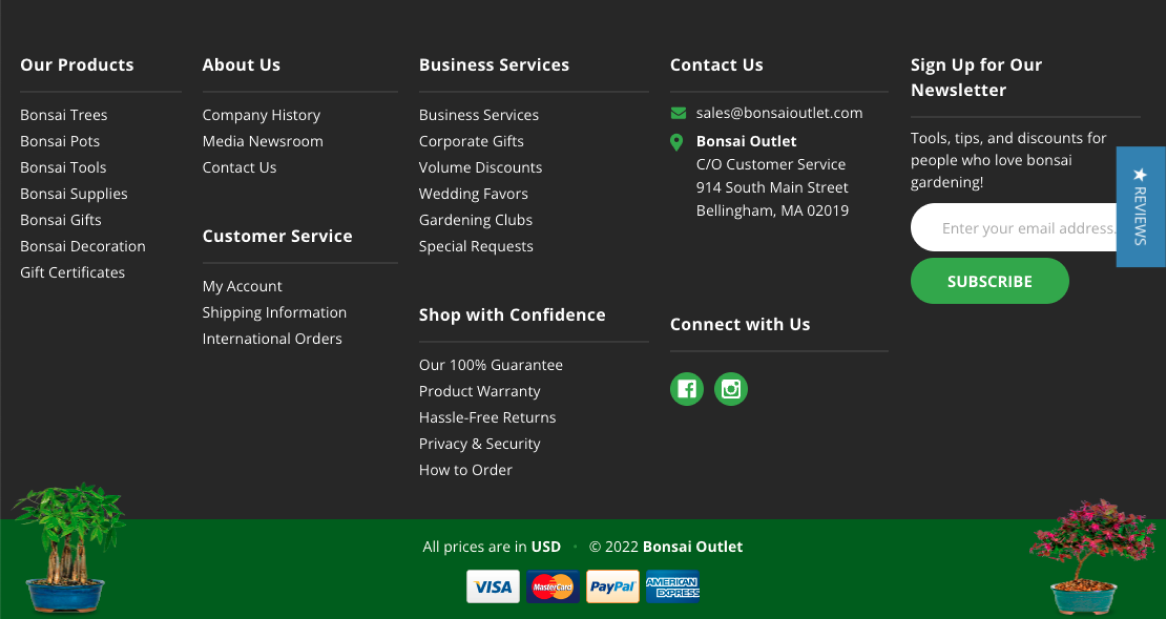 Our Products
Bonsai Trees
Bonsai Pots
Bonsai Tools
Bonsai Supplies
Bonsai Gifts
Bonsai Decoration
Gift Certificates
About Us
Company History
Media Newsroom
Contact Us
Customer Service
My Account
Shipping Information
International Orders
Business Services
Business Services
Corporate Gifts
Volume Discounts
Wedding Favors
Gardening Clubs
Special Requests
Shop with Confidence
Our 100% Guarantee
Product Warranty
Hassle-Free Returns
Privacy & Security
How to Order
Contact Us
sales@bonsaioutlet.com
Bonsai Outlet
C/O Customer Service
914 South Main Street
Bellingham, MA 02019
Connect with Us
Sign Up for Our
Newsletter
Tools, tips, and discounts for
people who love bonsai
gardening!
Enter your email address.
SUBSCRIBE
★ REVIEWS
All prices are in USD • © 2022 Bonsai Outlet
VISA
MasterCard
PayPal
AMERICAN
EXPRESS